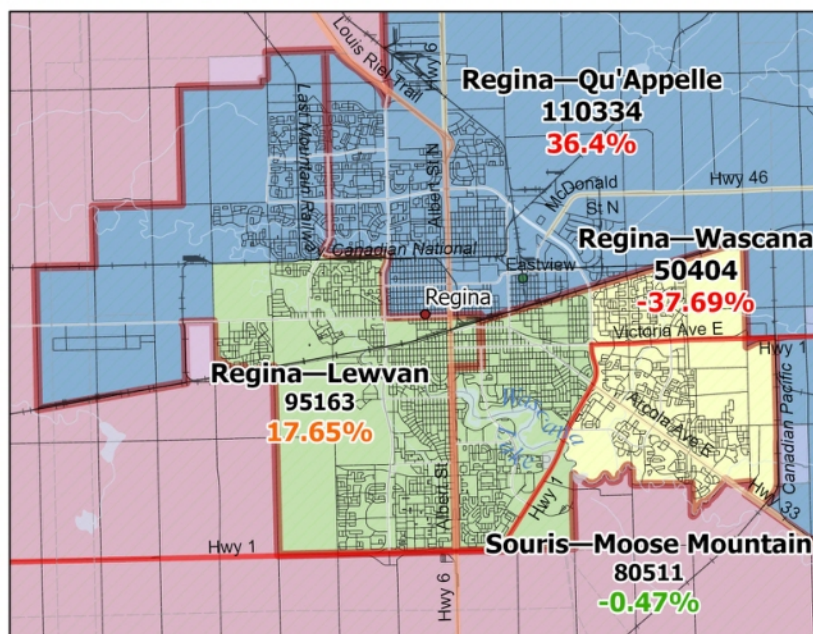 Louis Riel Trail
Hwy 6
Regina—Qu'Appelle
110334
36.4%
Last Mountain Railway
Albert St N
McDonald
St N
Hwy 46
Canadian National
Eastview
Regina—Wascana
50404
-37.69%
Regina
Victoria Ave E
Hwy 1
Regina—Lewvan
95163
17.65%
Wascana
Lake
Arcola Ave E
Canadian Pacific
Albert St
Hwy 1
Hwy 33
Hwy 1
Souris—Moose Mountain
80511
-0.47%
Hwy 6